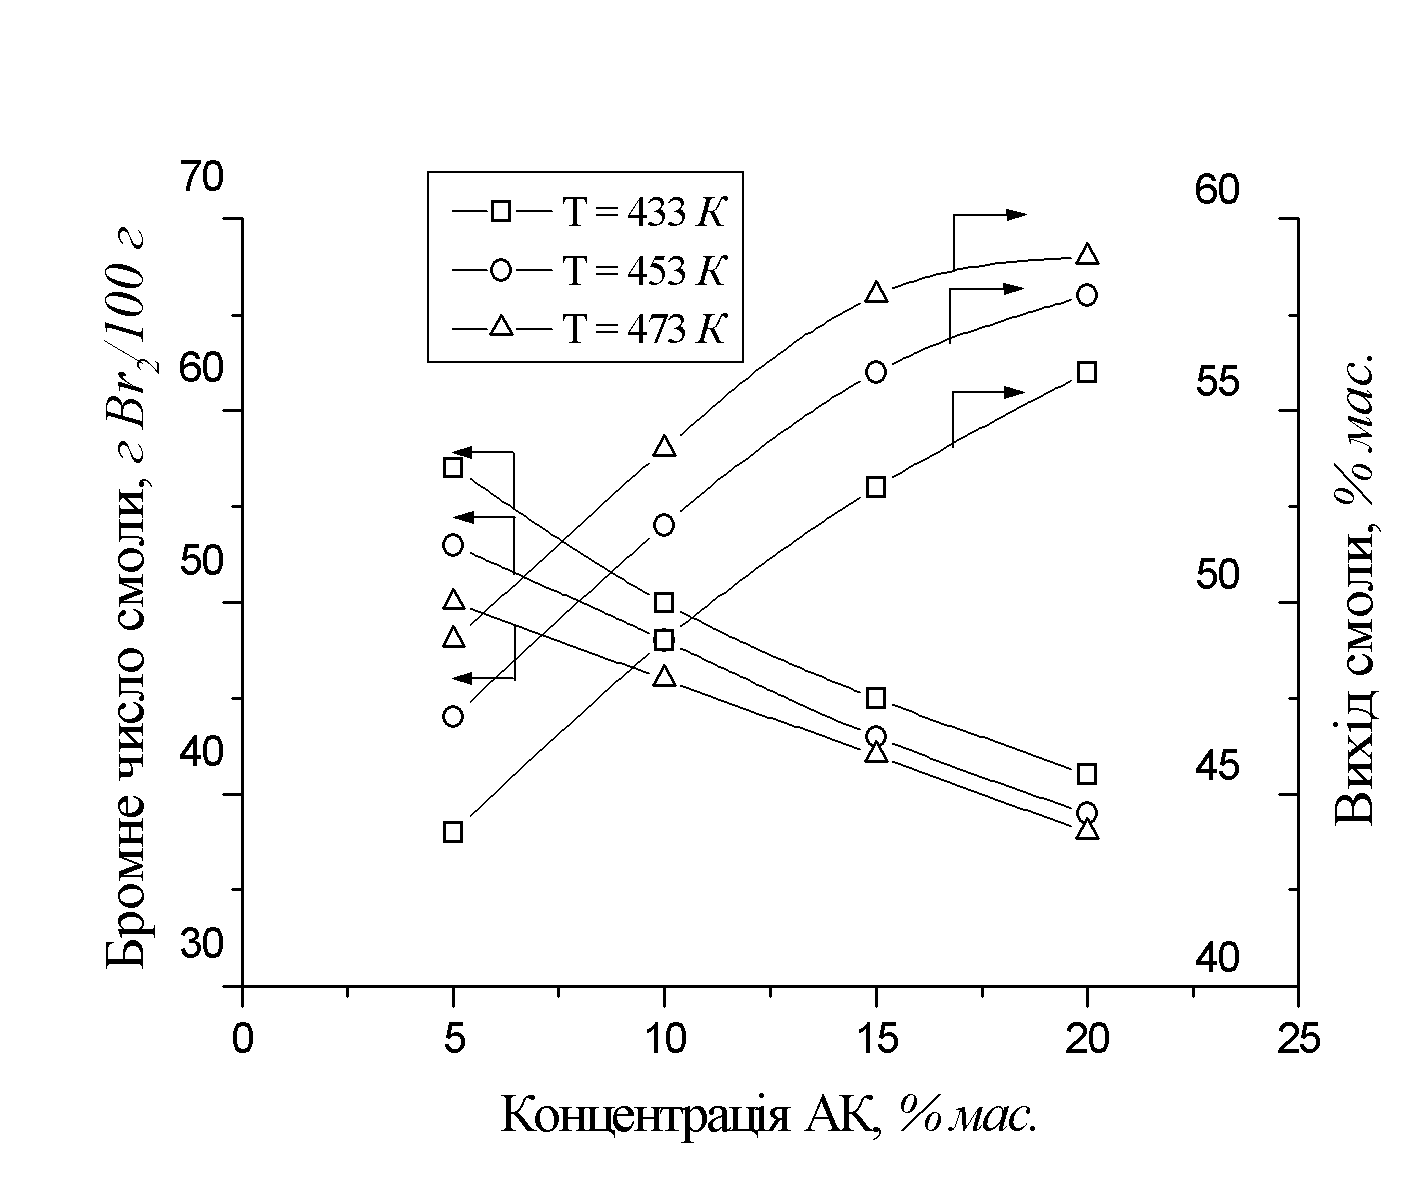 70
60
50
40
30
Бромне число смоли, г Br2/100 г
T = 433 К
T = 453 К
T = 473 К
60
55
50
45
40
Вихід смоли, % мас.
0 5 10 15 20 25
Концентрація АК, % мас.